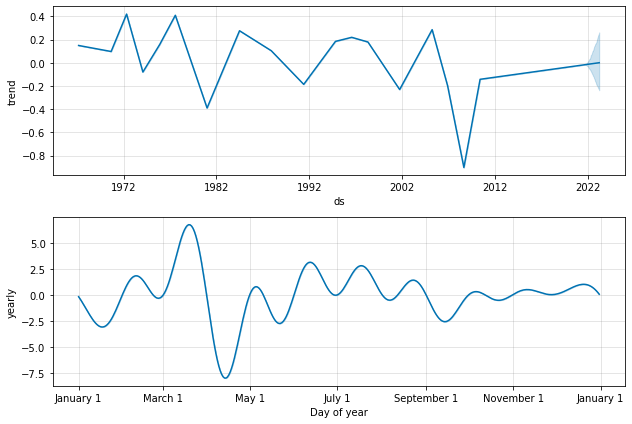 0.4
0.2
0.0
−0.2
−0.4
−0.6
−0.8
trend
1972 1982 1992 2002 2012 2022
ds
5.0
2.5
0.0
−2.5
−5.0
−7.5
yearly
January 1 March 1 May 1 July 1 September 1 November 1 January 1
Day of year